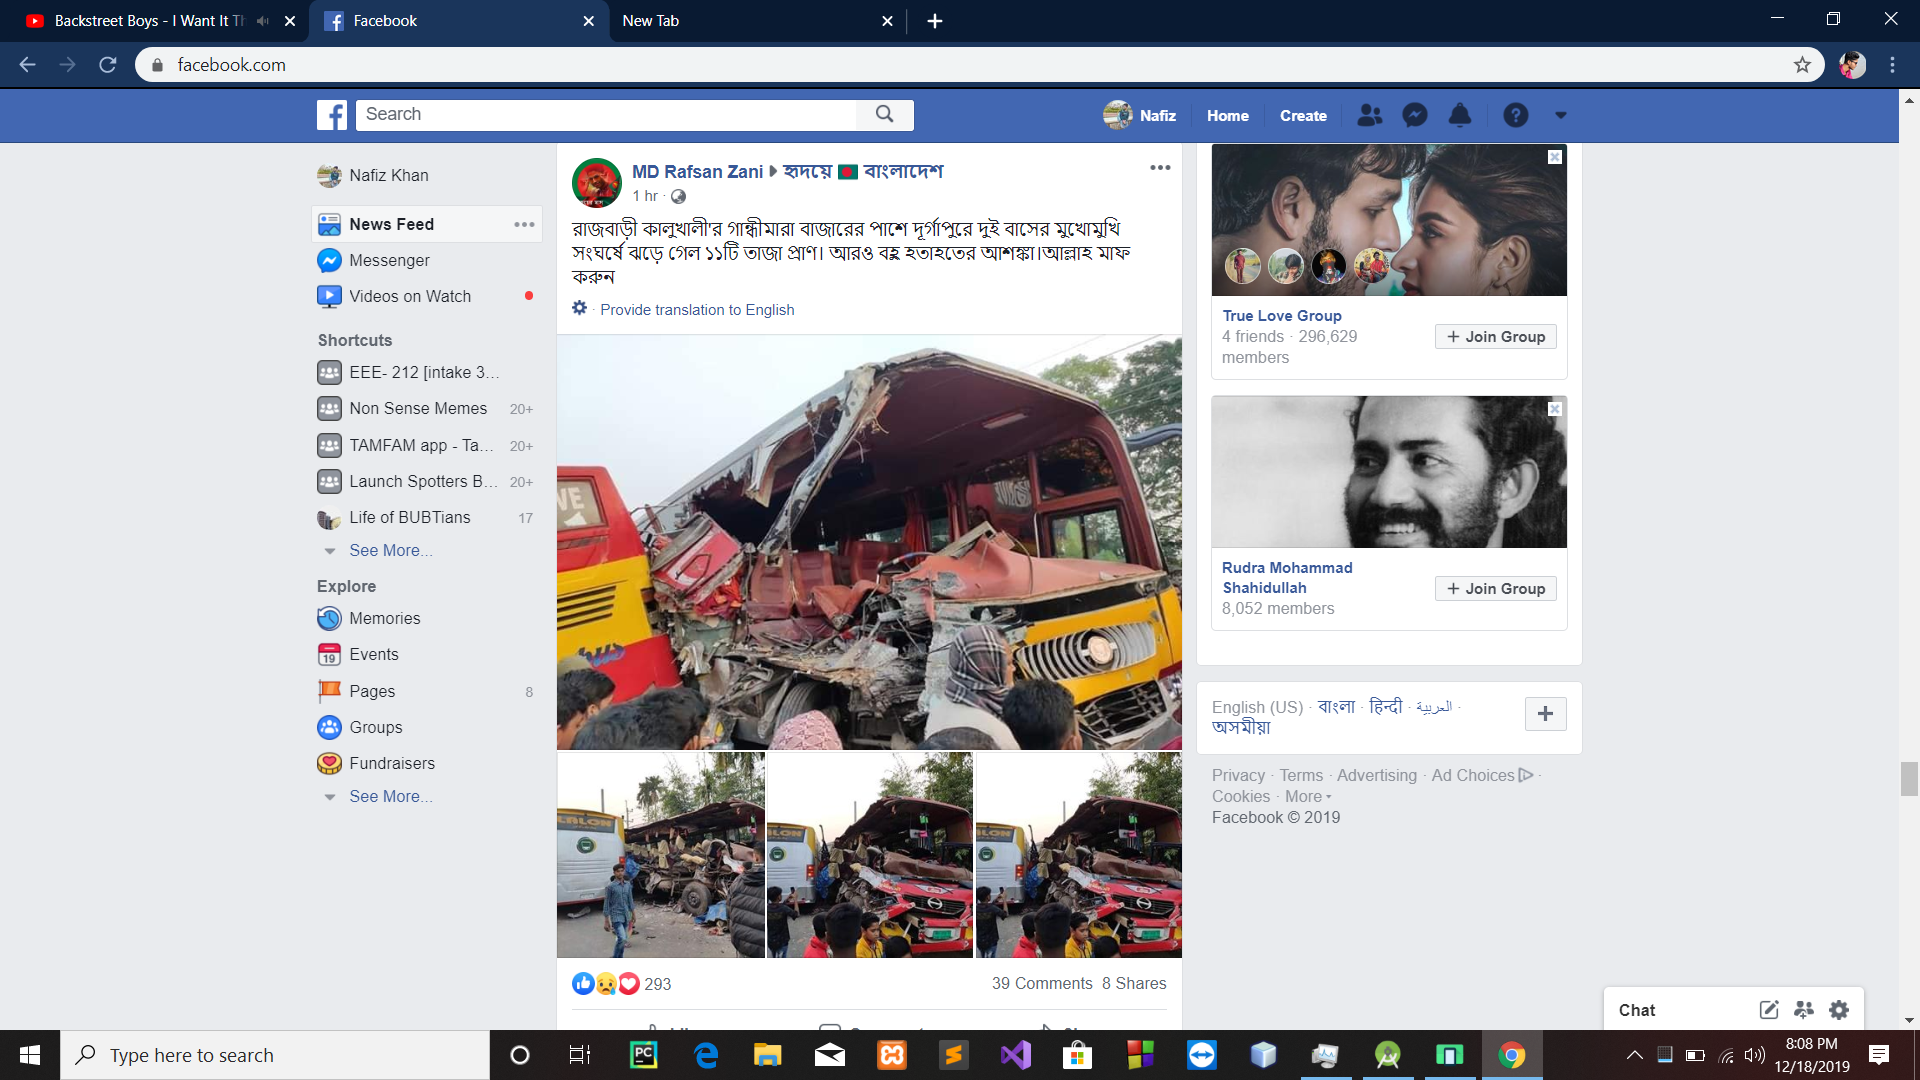 Backstreet Boys - I Want It Th
Facebook
New Tab
facebook.com
Search
Nafiz
Home
Create
Nafiz Khan
News Feed
Messenger
Videos on Watch
Shortcuts
EEE- 212 [intake 3...
Non Sense Memes 20+
TAMFAM app - Ta... 20+
Launch Spotters B... 20+
Life of BUBTians 17
See More...
Explore
Memories
19 Events
Pages 8
Groups
Fundraisers
See More...
MD Rafsan Zani হৃদয়ে বাংলাদেশ
1 hr ·
রাজবাড়ী কালুখালী'র গান্ধীমারা বাজারের পাশে দূর্গাপুরে দুই বাসের মুখোমুখি
সংঘর্ষে ঝড়ে গেল ১১টি তাজা প্রাণ। আরও বহু হতাহতের আশঙ্কা।আল্লাহ মাফ
করুন
· Provide translation to English
293
39 Comments 8 Shares
True Love Group
4 friends · 296,629
members
+ Join Group
Rudra Mohammad
Shahidullah
8,052 members
+ Join Group
English (US) · বাংলা · हिन्दी · العربية ·
অসমীয়া
Privacy · Terms · Advertising · Ad Choices ·
Cookies · More
Facebook © 2019
Chat
Type here to search
PC
8:08 PM
12/18/2019